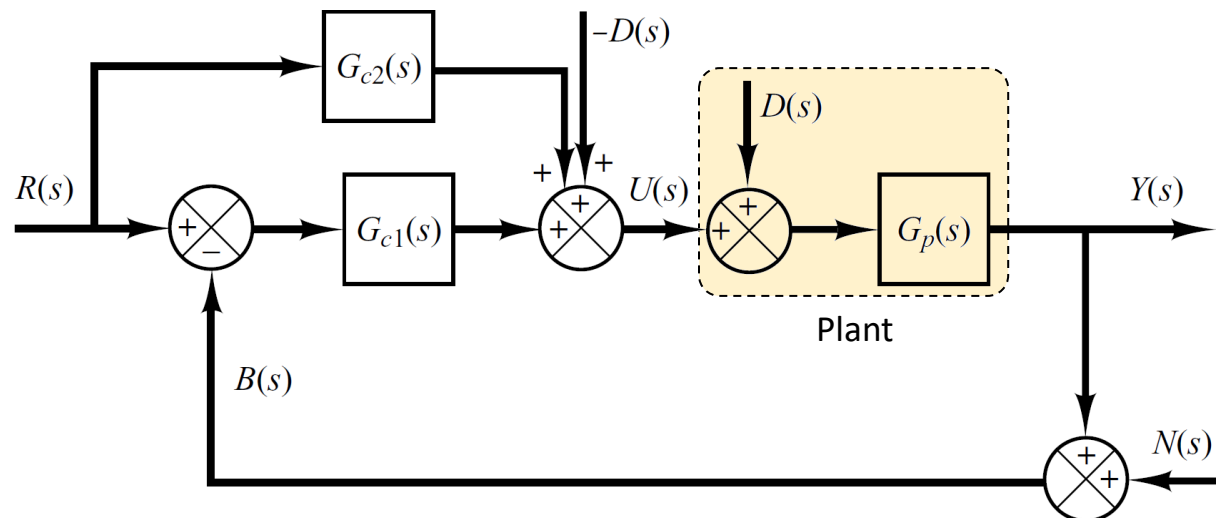 –D(s)
G_{c2}(s)
D(s)
+
+
R(s)
U(s)
Y(s)
+
+
+
+
G_{c1}(s)
+
+
G_p(s)
–
Plant
B(s)
N(s)
+
+